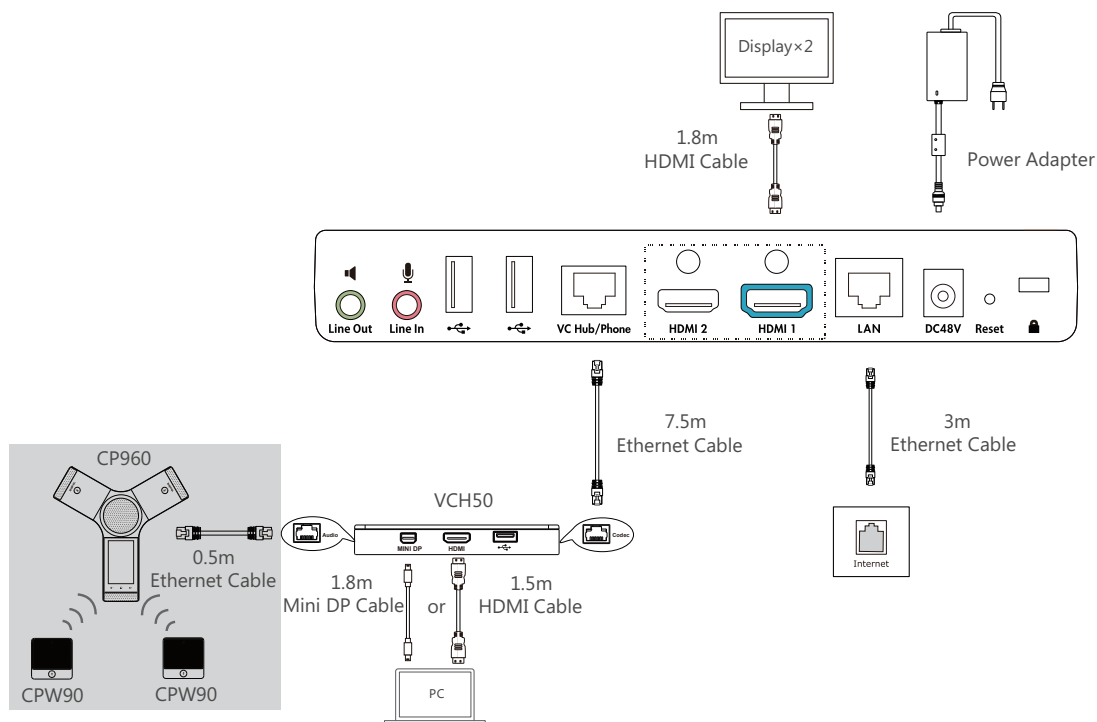 Display×2
1.8m
HDMI Cable
Power Adapter
Line Out
Line In
VC Hub/Phone
HDMI 2
HDMI 1
LAN
DC48V
Reset
7.5m
Ethernet Cable
3m
Ethernet Cable
CP960
VCH50
Audio
MINI DP
HDMI
Codec
0.5m
Ethernet Cable
Internet
1.8m
Mini DP Cable
or
1.5m
HDMI Cable
PC
CPW90
CPW90